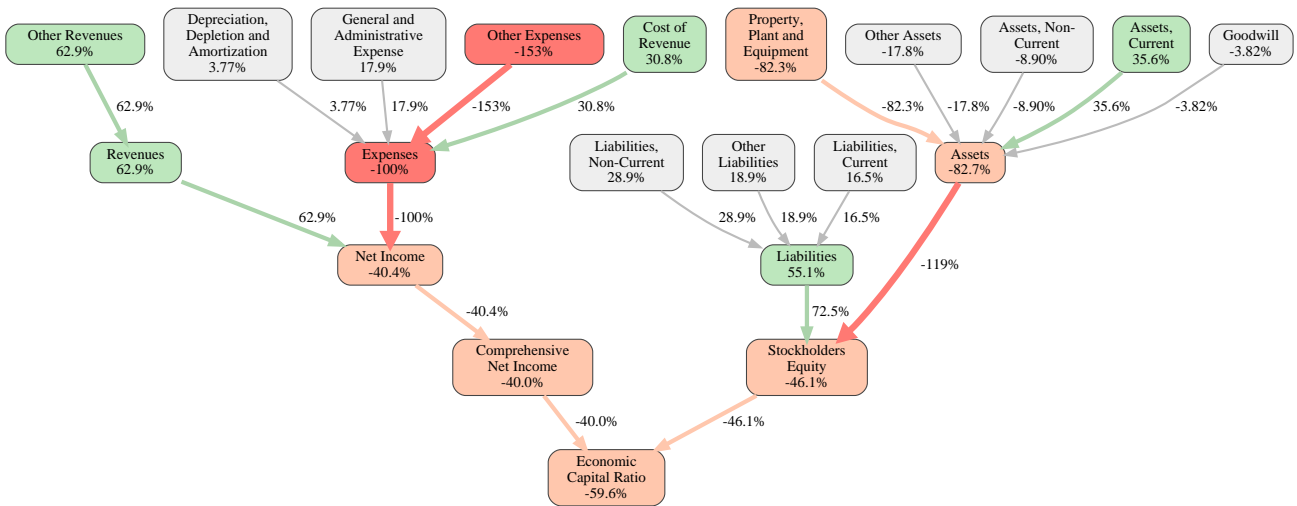 Other Revenues
62.9%
Depreciation,
Depletion and
Amortization
3.77%
General and
Administrative
Expense
17.9%
Other Expenses
-153%
Cost of
Revenue
30.8%
Property,
Plant and
Equipment
-82.3%
Other Assets
-17.8%
Assets, Non-
Current
-8.90%
Assets,
Current
35.6%
Goodwill
-3.82%
62.9%
3.77%
17.9%
-153%
30.8%
-82.3%
-17.8%
-8.90%
35.6%
-3.82%
Revenues
62.9%
Expenses
-100%
Liabilities,
Non-Current
28.9%
Other
Liabilities
18.9%
Liabilities,
Current
16.5%
Assets
-82.7%
62.9%
-100%
28.9%
18.9%
16.5%
-119%
Net Income
-40.4%
Liabilities
55.1%
-40.4%
72.5%
Comprehensive
Net Income
-40.0%
Stockholders
Equity
-46.1%
-40.0%
-46.1%
Economic
Capital Ratio
-59.6%